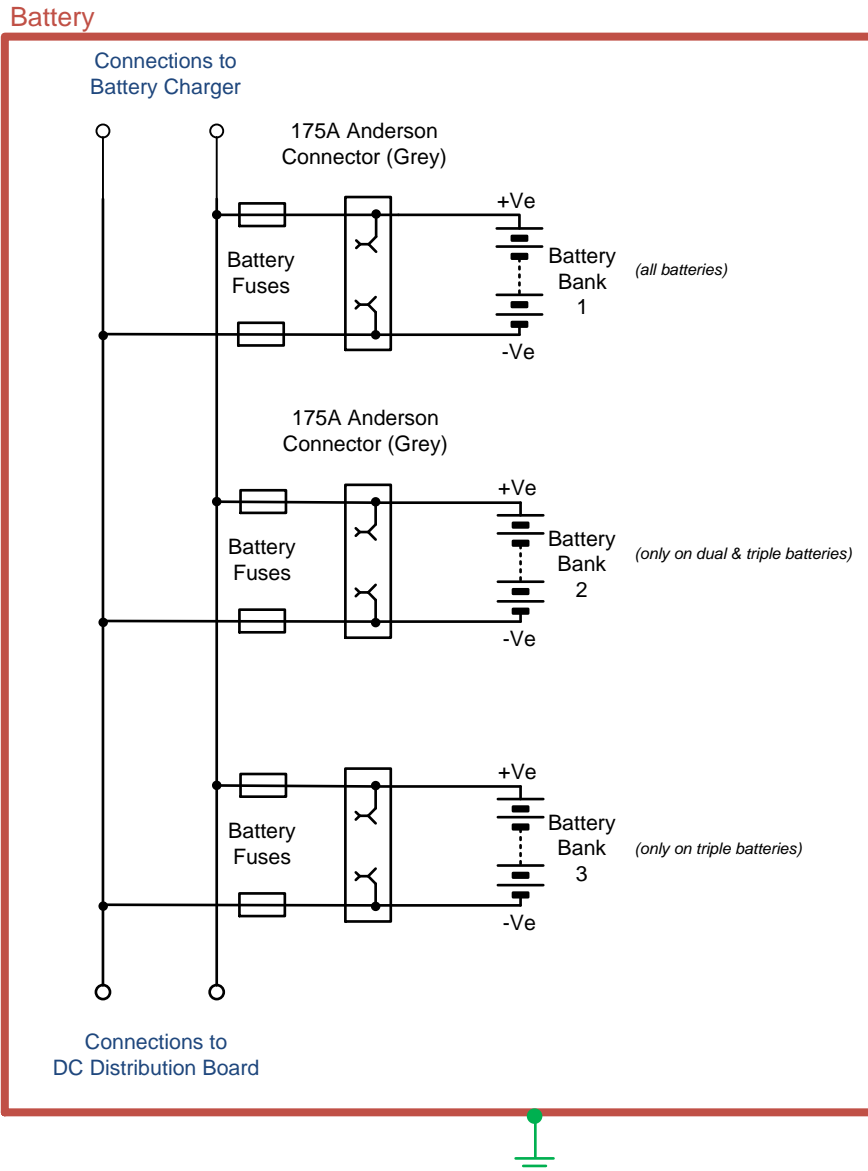 Battery
Connections to
Battery Charger
175A Anderson
Connector (Grey)
+Ve
Battery
Fuses
Battery
Bank
1
(all batteries)
-Ve
175A Anderson
Connector (Grey)
+Ve
Battery
Fuses
Battery
Bank
2
(only on dual & triple batteries)
-Ve
+Ve
Battery
Fuses
Battery
Bank
3
(only on triple batteries)
-Ve
Connections to
DC Distribution Board